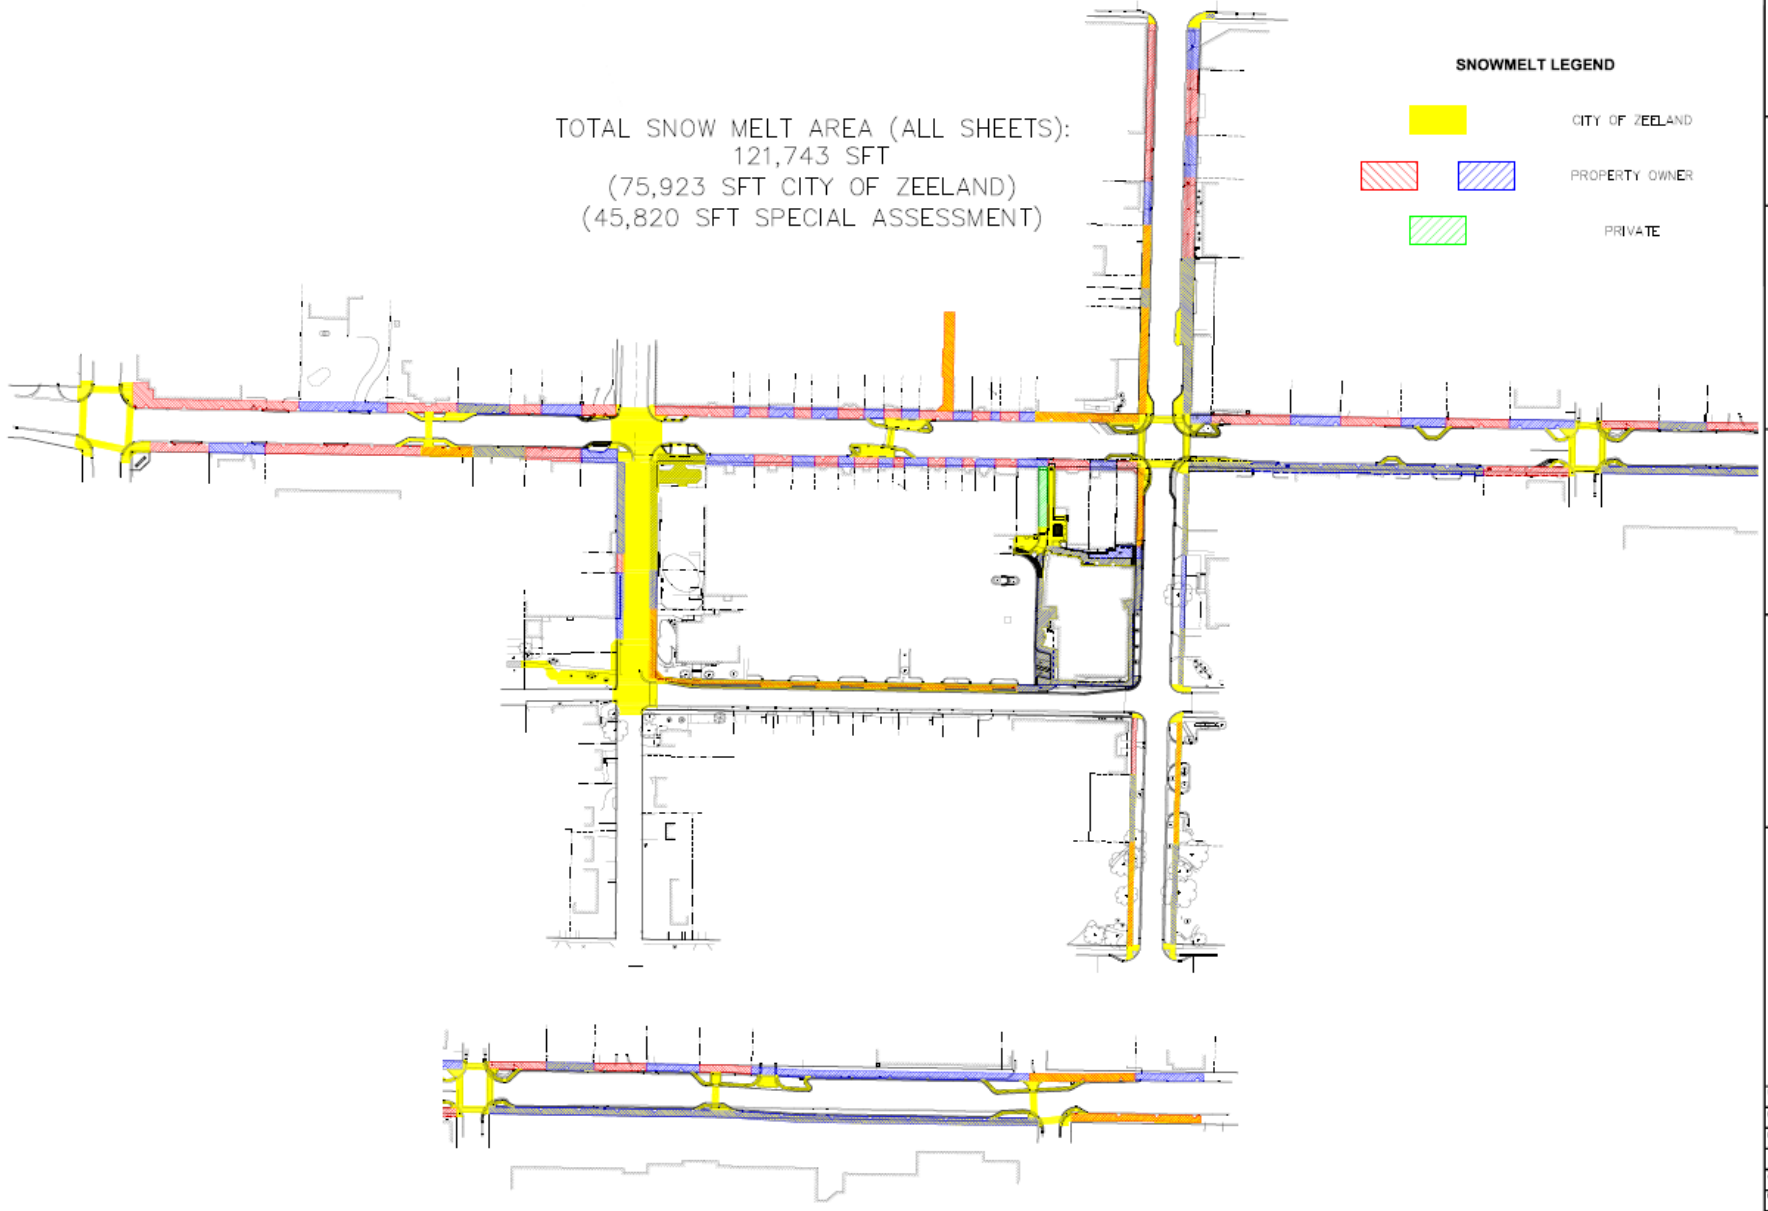 TOTAL SNOW MELT AREA (ALL SHEETS):
121,743 SFT
(75,923 SFT CITY OF ZEELAND)
(45,820 SFT SPECIAL ASSESSMENT)
SNOWMELT LEGEND
CITY OF ZEELAND
PROPERTY OWNER
PRIVATE